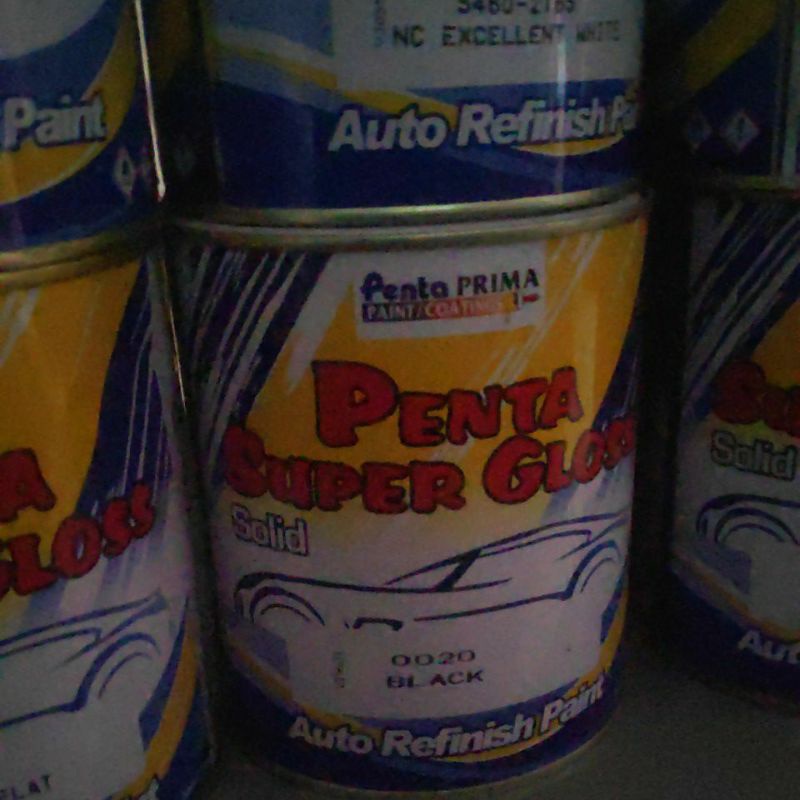 NC EXCELLENT WHITE
Paint
Auto Refinish
Penta PRIMA
PAINT/COATINGS
PENTA
SUPER GLOSS
Solid
0020
BLACK
Auto Refinish Paint
A
GLOSS
FLAT
Solid